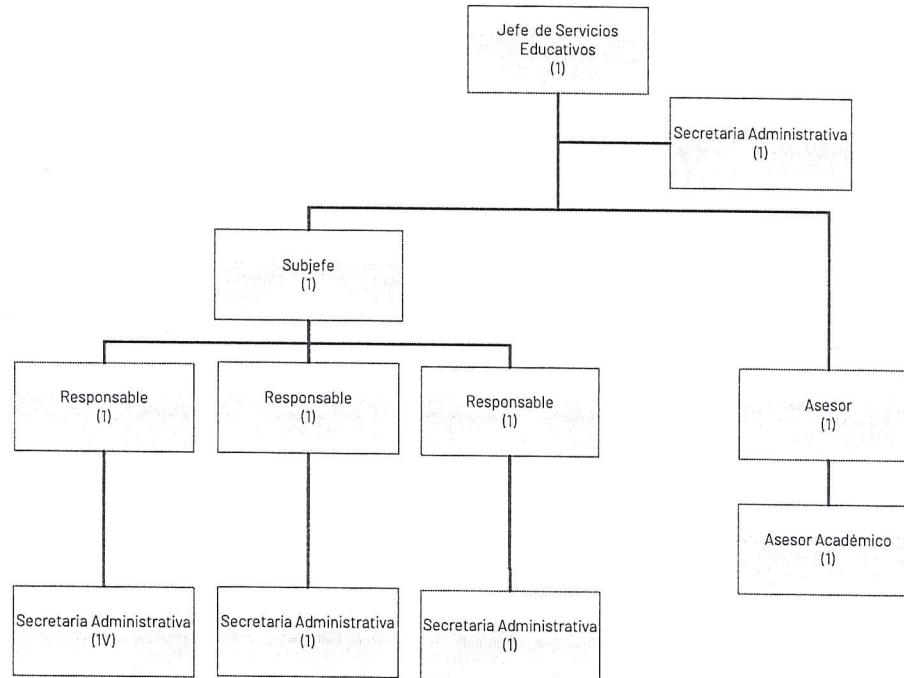 Jefe de Servicios
Educativos
(1)
Secretaria Administrativa
(1)
Subjefe
(1)
Responsable
(1)
Responsable
(1)
Responsable
(1)
Asesor
(1)
Asesor Académico
(1)
Secretaria Administrativa
(1V)
Secretaria Administrativa
(1)
Secretaria Administrativa
(1)